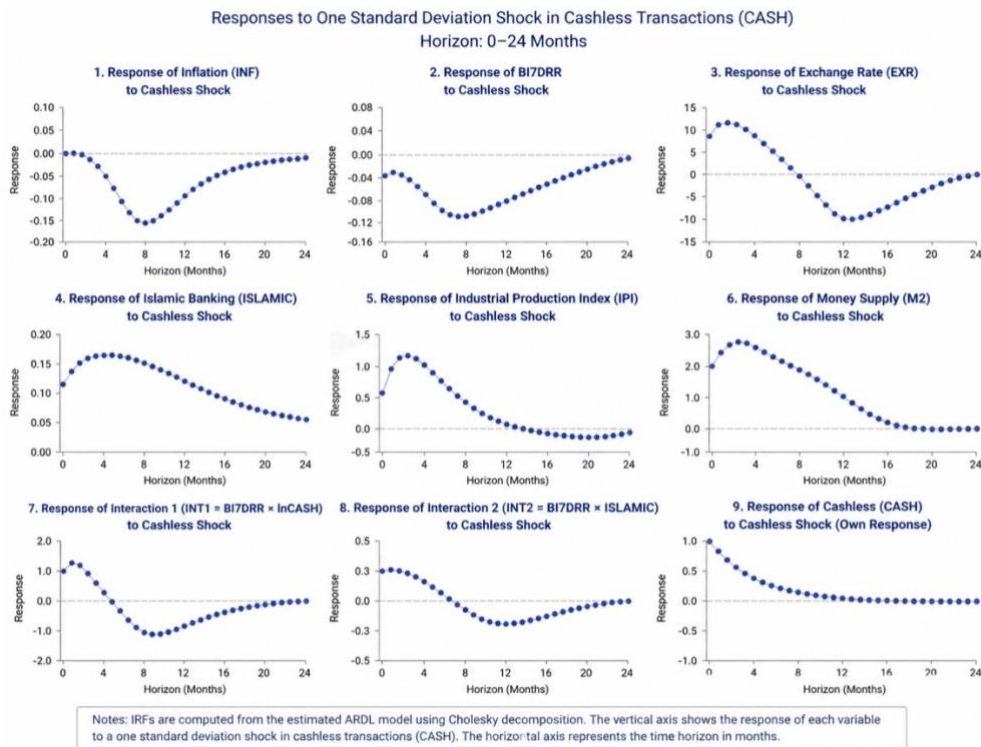 Responses to One Standard Deviation Shock in Cashless Transactions (CASH)
Horizon: 0–24 Months
1. Response of Inflation (INF)
to Cashless Shock
Response
0.10
0.05
0.00
-0.05
-0.10
-0.15
-0.20
0 4 8 12 16 20 24
Horizon (Months)
2. Response of BI7DRR
to Cashless Shock
Response
0.08
0.04
0.00
-0.04
-0.08
-0.12
-0.16
0 4 8 12 16 20 24
Horizon (Months)
3. Response of Exchange Rate (EXR)
to Cashless Shock
Response
15
10
5
0
-5
-10
-15
0 4 8 12 16 20 24
Horizon (Months)
4. Response of Islamic Banking (ISLAMIC)
to Cashless Shock
Response
0.20
0.15
0.10
0.05
0.00
0 4 8 12 16 20 24
Horizon (Months)
5. Response of Industrial Production Index (IPI)
to Cashless Shock
Response
1.5
1.0
0.5
0.0
-0.5
0 4 8 12 16 20 24
Horizon (Months)
6. Response of Money Supply (M2)
to Cashless Shock
Response
3.0
2.0
1.0
0.0
-1.0
0 4 8 12 16 20 24
Horizon (Months)
7. Response of Interaction 1 (INT1 = BI7DRR × lnCASH)
to Cashless Shock
Response
2.0
1.0
0.0
-1.0
-2.0
0 4 8 12 16 20 24
Horizon (Months)
8. Response of Interaction 2 (INT2 = BI7DRR × ISLAMIC)
to Cashless Shock
Response
0.5
0.3
0.0
-0.3
-0.5
0 4 8 12 16 20 24
Horizon (Months)
9. Response of Cashless (CASH)
to Cashless Shock (Own Response)
Response
1.0
0.5
0.0
-0.5
-1.0
0 4 8 12 16 20 24
Horizon (Months)
Notes: IRFs are computed from the estimated ARDL model using Cholesky decomposition. The vertical axis shows the response of each variable
to a one standard deviation shock in cashless transactions (CASH). The horizontal axis represents the time horizon in months.